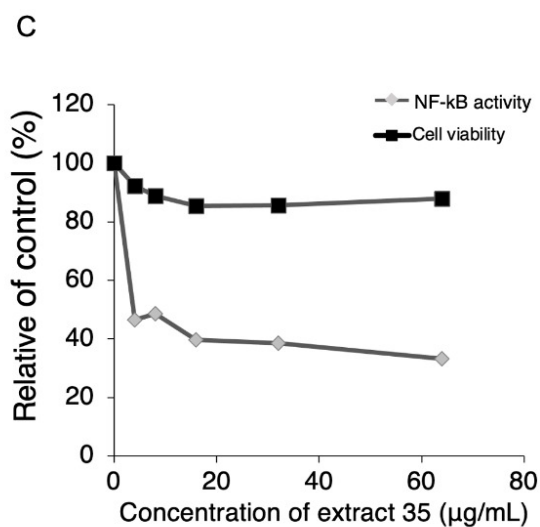 C
NF-kB activity
Cell viability
Relative of control (%)
120
100
80
60
40
20
0
0 20 40 60 80
Concentration of extract 35 (µg/mL)